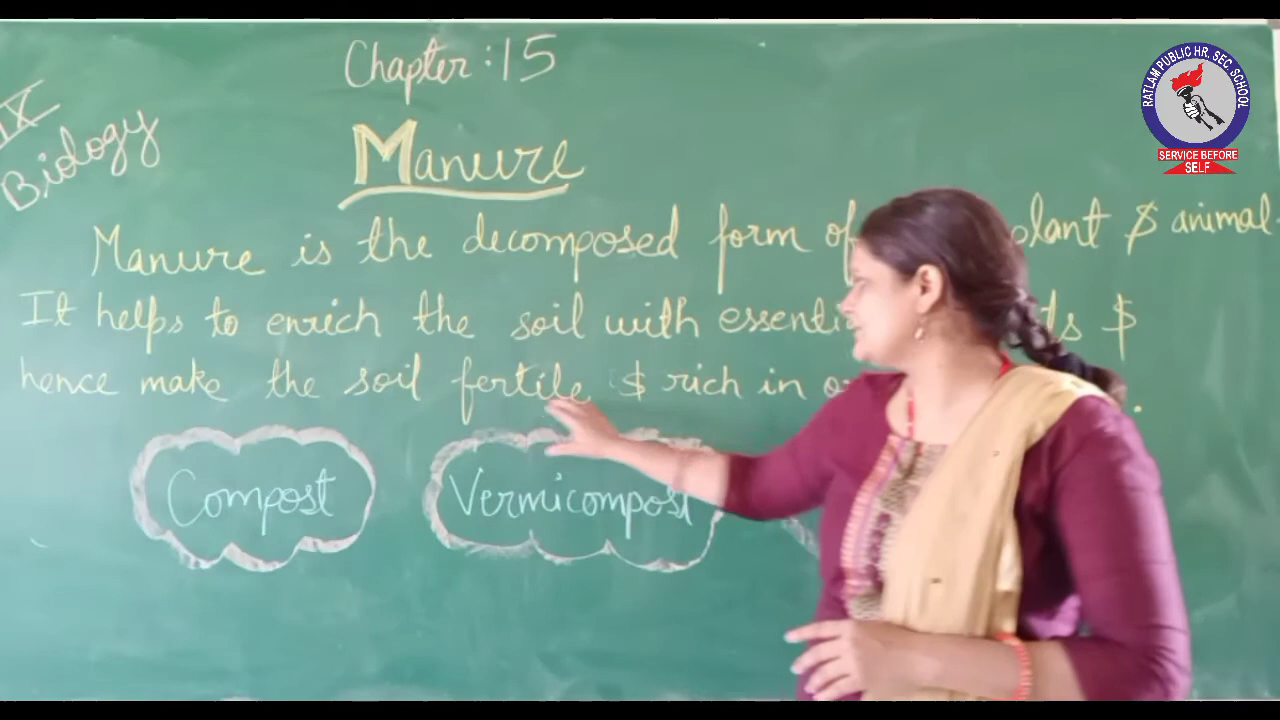 Chapter : 15
IX
Biology
Manure
Manure is the decomposed form of plant & animal
It helps to enrich the soil with essenti ts &
hence make the soil fertile & rich in o .
Compost
Vermicompost
RATLAM PUBLIC HR. SEC. SCHOOL
SERVICE BEFORE
SELF